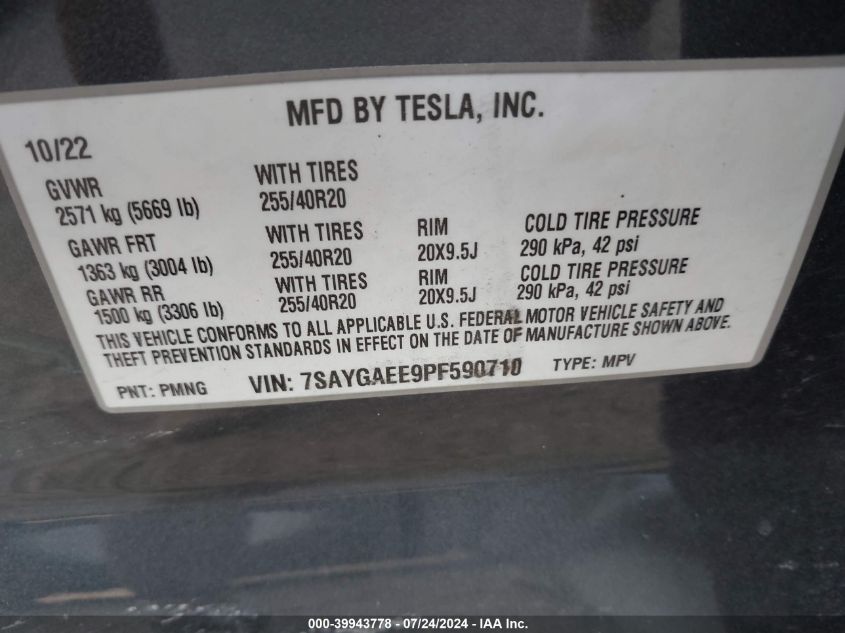 MFD BY TESLA, INC.
10/22
GVWR WITH TIRES
2571 kg (5669 lb) 255/40R20
GAWR FRT WITH TIRES RIM COLD TIRE PRESSURE
1363 kg (3004 lb) 255/40R20 20X9.5J 290 kPa, 42 psi
GAWR RR WITH TIRES RIM COLD TIRE PRESSURE
1500 kg (3306 lb) 255/40R20 20X9.5J 290 kPa, 42 psi
THIS VEHICLE CONFORMS TO ALL APPLICABLE U.S. FEDERAL MOTOR VEHICLE SAFETY AND
THEFT PREVENTION STANDARDS IN EFFECT ON THE DATE OF MANUFACTURE SHOWN ABOVE.
PNT: PMNG VIN: 7SAYGAEE9PF590710 TYPE: MPV
000-39943778 - 07/24/2024 - IAA Inc.